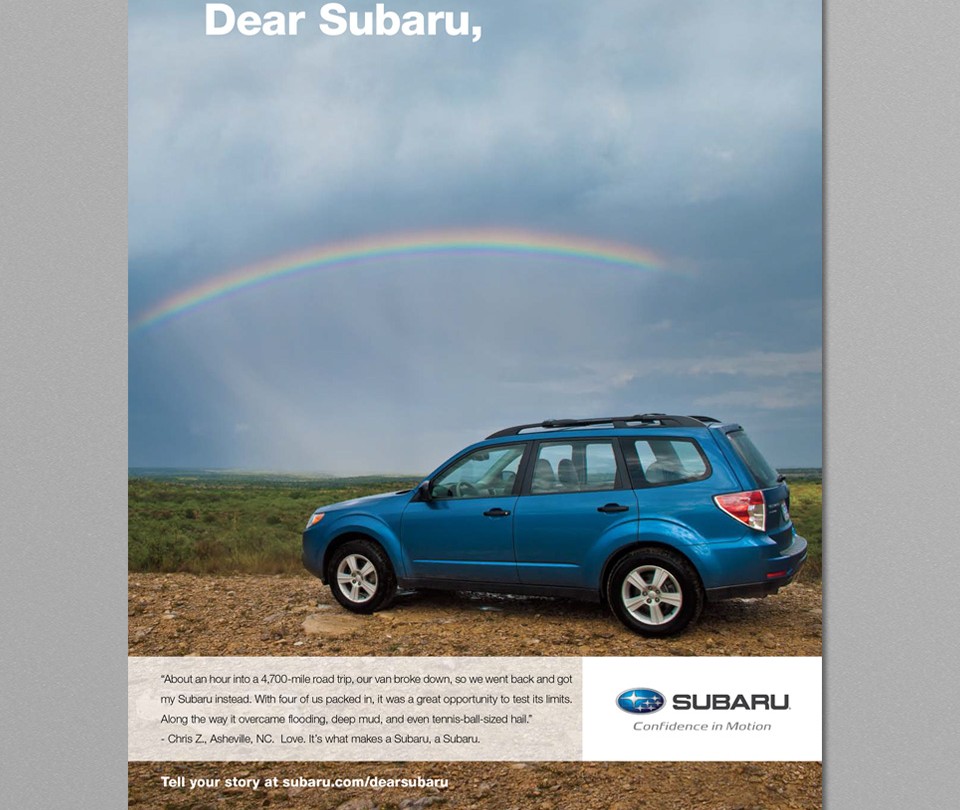 Dear Subaru,
“About an hour into a 4,700-mile road trip, our van broke down, so we went back and got
my Subaru instead. With four of us packed in, it was a great opportunity to test its limits.
Along the way it overcame flooding, deep mud, and even tennis-ball-sized hail.”
- Chris Z., Asheville, NC.  Love. It’s what makes a Subaru, a Subaru.
SUBARU
Confidence in Motion
Tell your story at subaru.com/dearsubaru